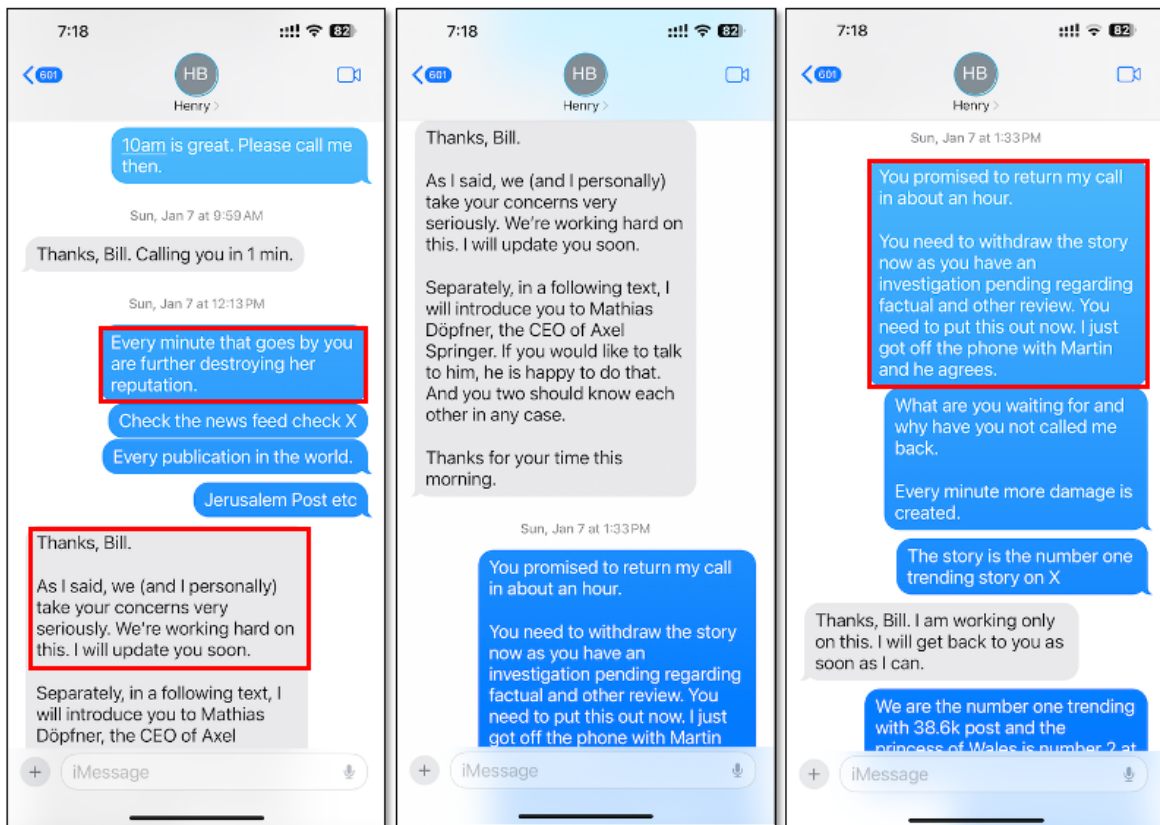 7:18
82
601
HB
Henry >
10am is great. Please call me
then.
Sun, Jan 7 at 9:59 AM
Thanks, Bill. Calling you in 1 min.
Sun, Jan 7 at 12:13 PM
Every minute that goes by you
are further destroying her
reputation.
Check the news feed check X
Every publication in the world.
Jerusalem Post etc
Thanks, Bill.
As I said, we (and I personally)
take your concerns very
seriously. We're working hard on
this. I will update you soon.
Separately, in a following text, I
will introduce you to Mathias
Döpfner, the CEO of Axel
iMessage
7:18
82
601
HB
Henry >
Thanks, Bill.
As I said, we (and I personally)
take your concerns very
seriously. We're working hard on
this. I will update you soon.
Separately, in a following text, I
will introduce you to Mathias
Döpfner, the CEO of Axel
Springer. If you would like to talk
to him, he is happy to do that.
And you two should know each
other in any case.
Thanks for your time this
morning.
Sun, Jan 7 at 1:33 PM
You promised to return my call
in about an hour.
You need to withdraw the story
now as you have an
investigation pending regarding
factual and other review. You
need to put this out now. I just
got off the phone with Martin
iMessage
7:18
82
601
HB
Henry >
Sun, Jan 7 at 1:33 PM
You promised to return my call
in about an hour.
You need to withdraw the story
now as you have an
investigation pending regarding
factual and other review. You
need to put this out now. I just
got off the phone with Martin
and he agrees.
What are you waiting for and
why have you not called me
back.
Every minute more damage is
created.
The story is the number one
trending story on X
Thanks, Bill. I am working only
on this. I will get back to you as
soon as I can.
We are the number one trending
with 38.6k post and the
princess of Wales is number 2 at
iMessage